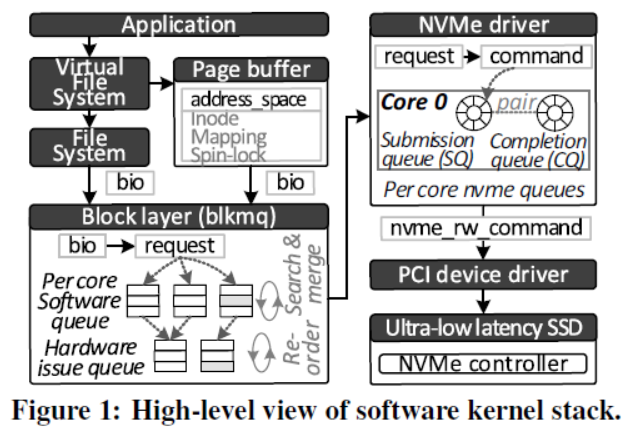 Application
Virtual
File
System
File
System
Page buffer
address_space
Inode
Mapping
Spin-lock
bio
bio
Block layer (blkmq)
bio
request
Per core
Software
queue
Hardware
issue queue
Search &
merge
Re-
order
NVMe driver
request
command
Core 0
pair
Submission
queue (SQ)
Completion
queue (CQ)
Per core nvme queues
nvme_rw_command
PCI device driver
Ultra-low latency SSD
NVMe controller
Figure 1: High-level view of software kernel stack.